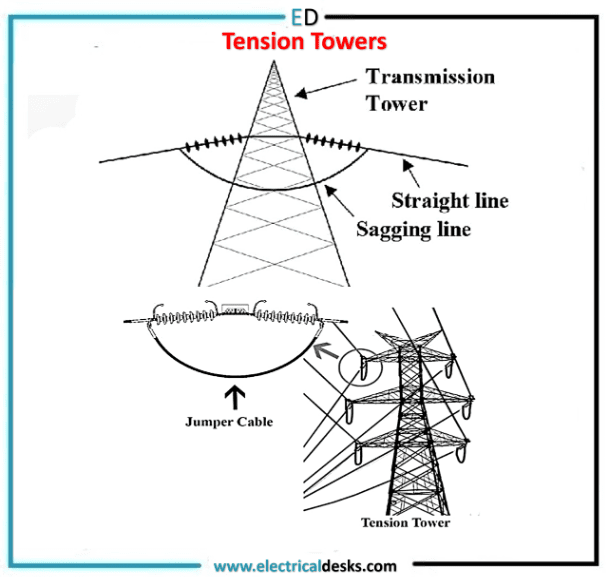 ED
Tension Towers
Transmission
Tower
Straight line
Sagging line
Jumper Cable
Tension Tower
www.electricaldesks.com